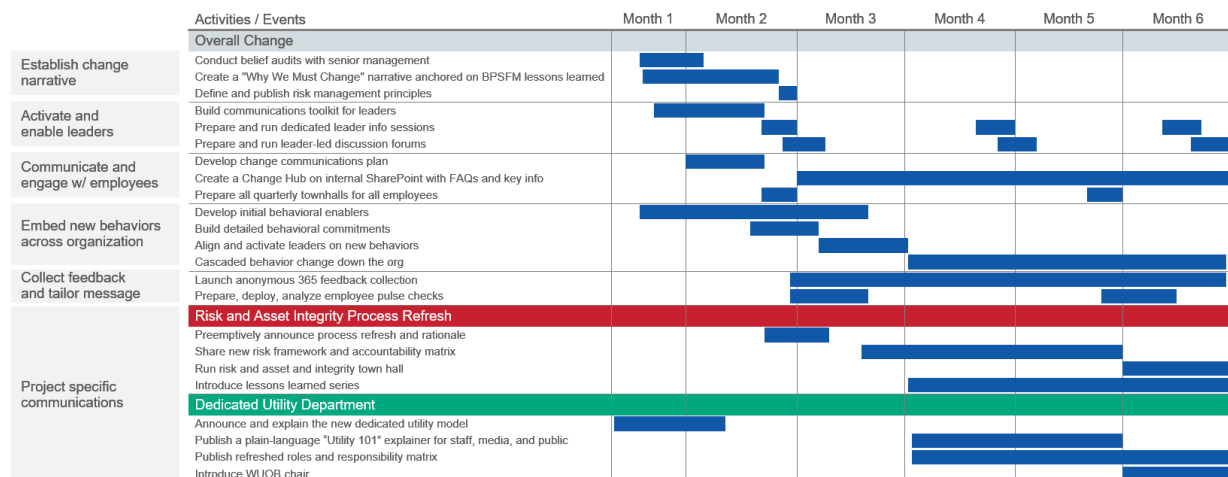 Activities / Events Month 1 Month 2 Month 3 Month 4 Month 5 Month 6
Overall Change
Establish change
narrative
Conduct belief audits with senior management
Create a "Why We Must Change" narrative anchored on BPSFM lessons learned
Define and publish risk management principles
Activate and
enable leaders
Build communications toolkit for leaders
Prepare and run dedicated leader info sessions
Prepare and run leader-led discussion forums
Communicate and
engage w/ employees
Develop change communications plan
Create a Change Hub on internal SharePoint with FAQs and key info
Prepare all quarterly townhalls for all employees
Embed new behaviors
across organization
Develop initial behavioral enablers
Build detailed behavioral commitments
Align and activate leaders on new behaviors
Cascaded behavior change down the org
Collect feedback
and tailor message
Launch anonymous 365 feedback collection
Prepare, deploy, analyze employee pulse checks
Project specific
communications
Risk and Asset Integrity Process Refresh
Preemptively announce process refresh and rationale
Share new risk framework and accountability matrix
Run risk and asset and integrity town hall
Introduce lessons learned series
Dedicated Utility Department
Announce and explain the new dedicated utility model
Publish a plain-language "Utility 101" explainer for staff, media, and public
Publish refreshed roles and responsibility matrix
Introduce WUOB chair